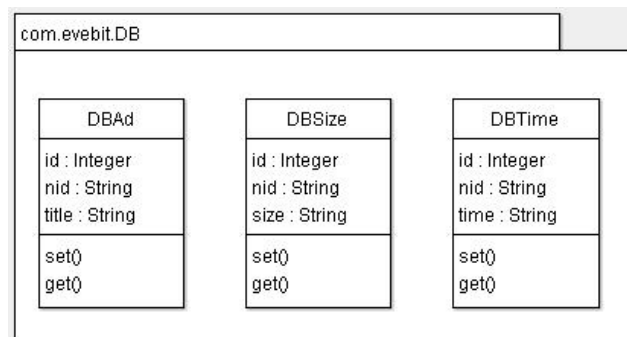 com.evebit.DB
DBAd
id : Integer
nid : String
title : String
set()
get()
DBSize
id : Integer
nid : String
size : String
set()
get()
DBTime
id : Integer
nid : String
time : String
set()
get()